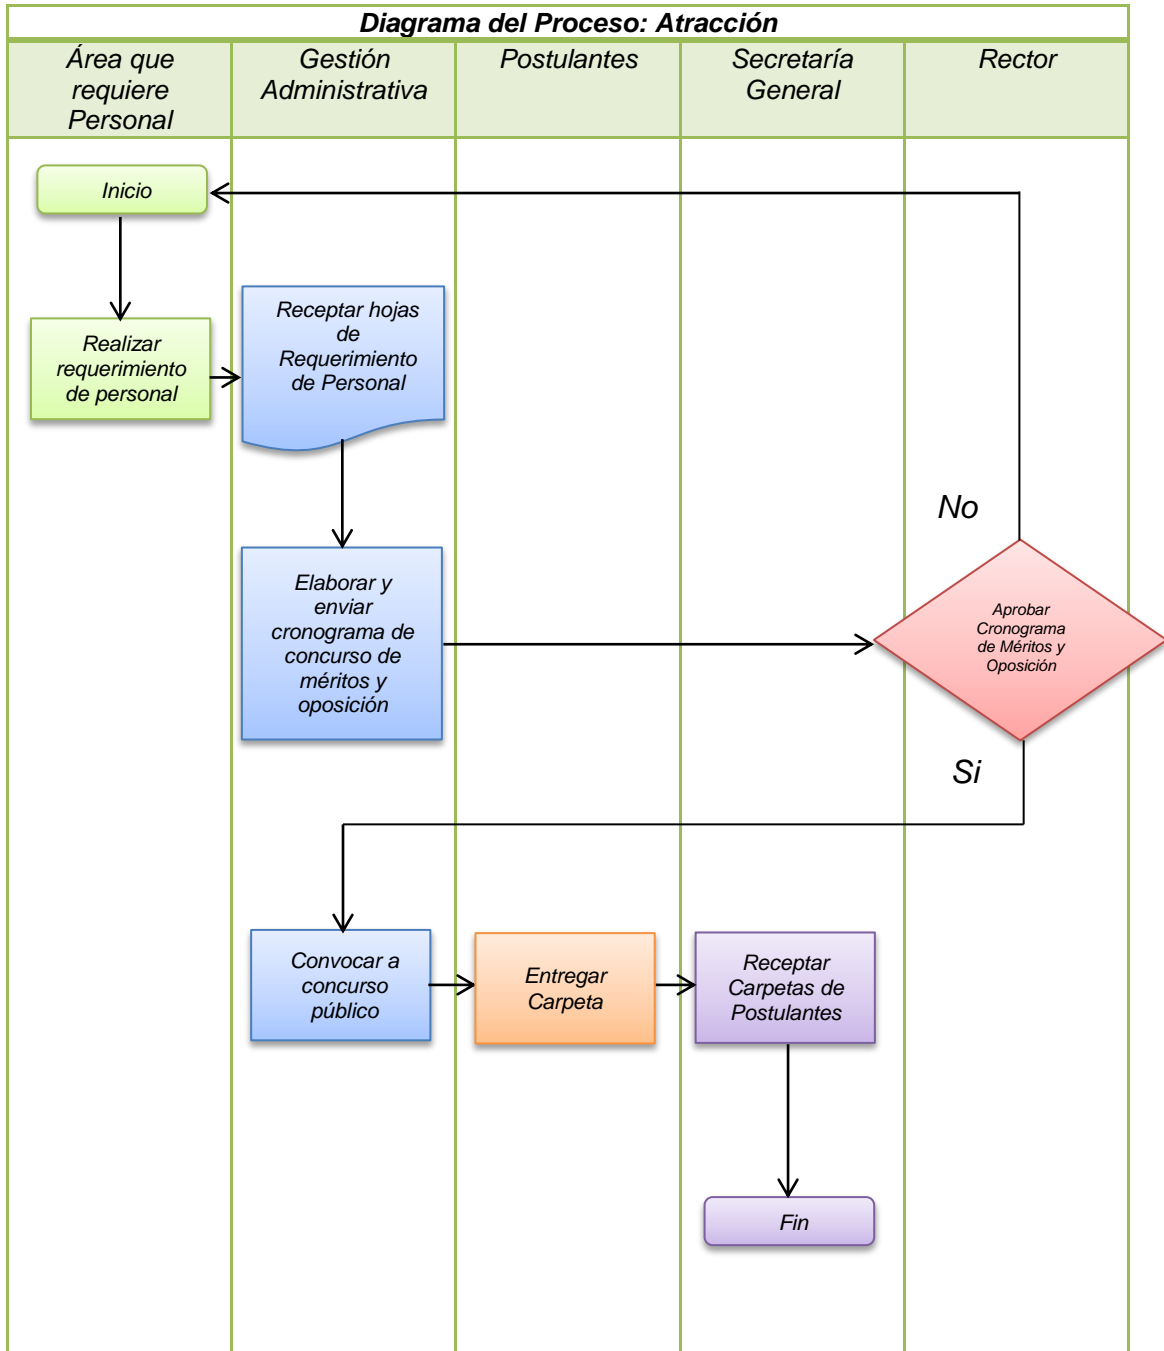 Diagrama del Proceso: Atracción
Área que
requiere
Personal
Gestión
Administrativa
Postulantes
Secretaría
General
Rector
Inicio
Realizar
requerimiento
de personal
Receptar hojas
de
Requerimiento
de Personal
Elaborar y
enviar
cronograma de
concurso de
méritos y
oposición
No
Aprobar
Cronograma
de Méritos y
Oposición
Si
Convocar a
concurso
público
Entregar
Carpeta
Receptar
Carpetas de
Postulantes
Fin